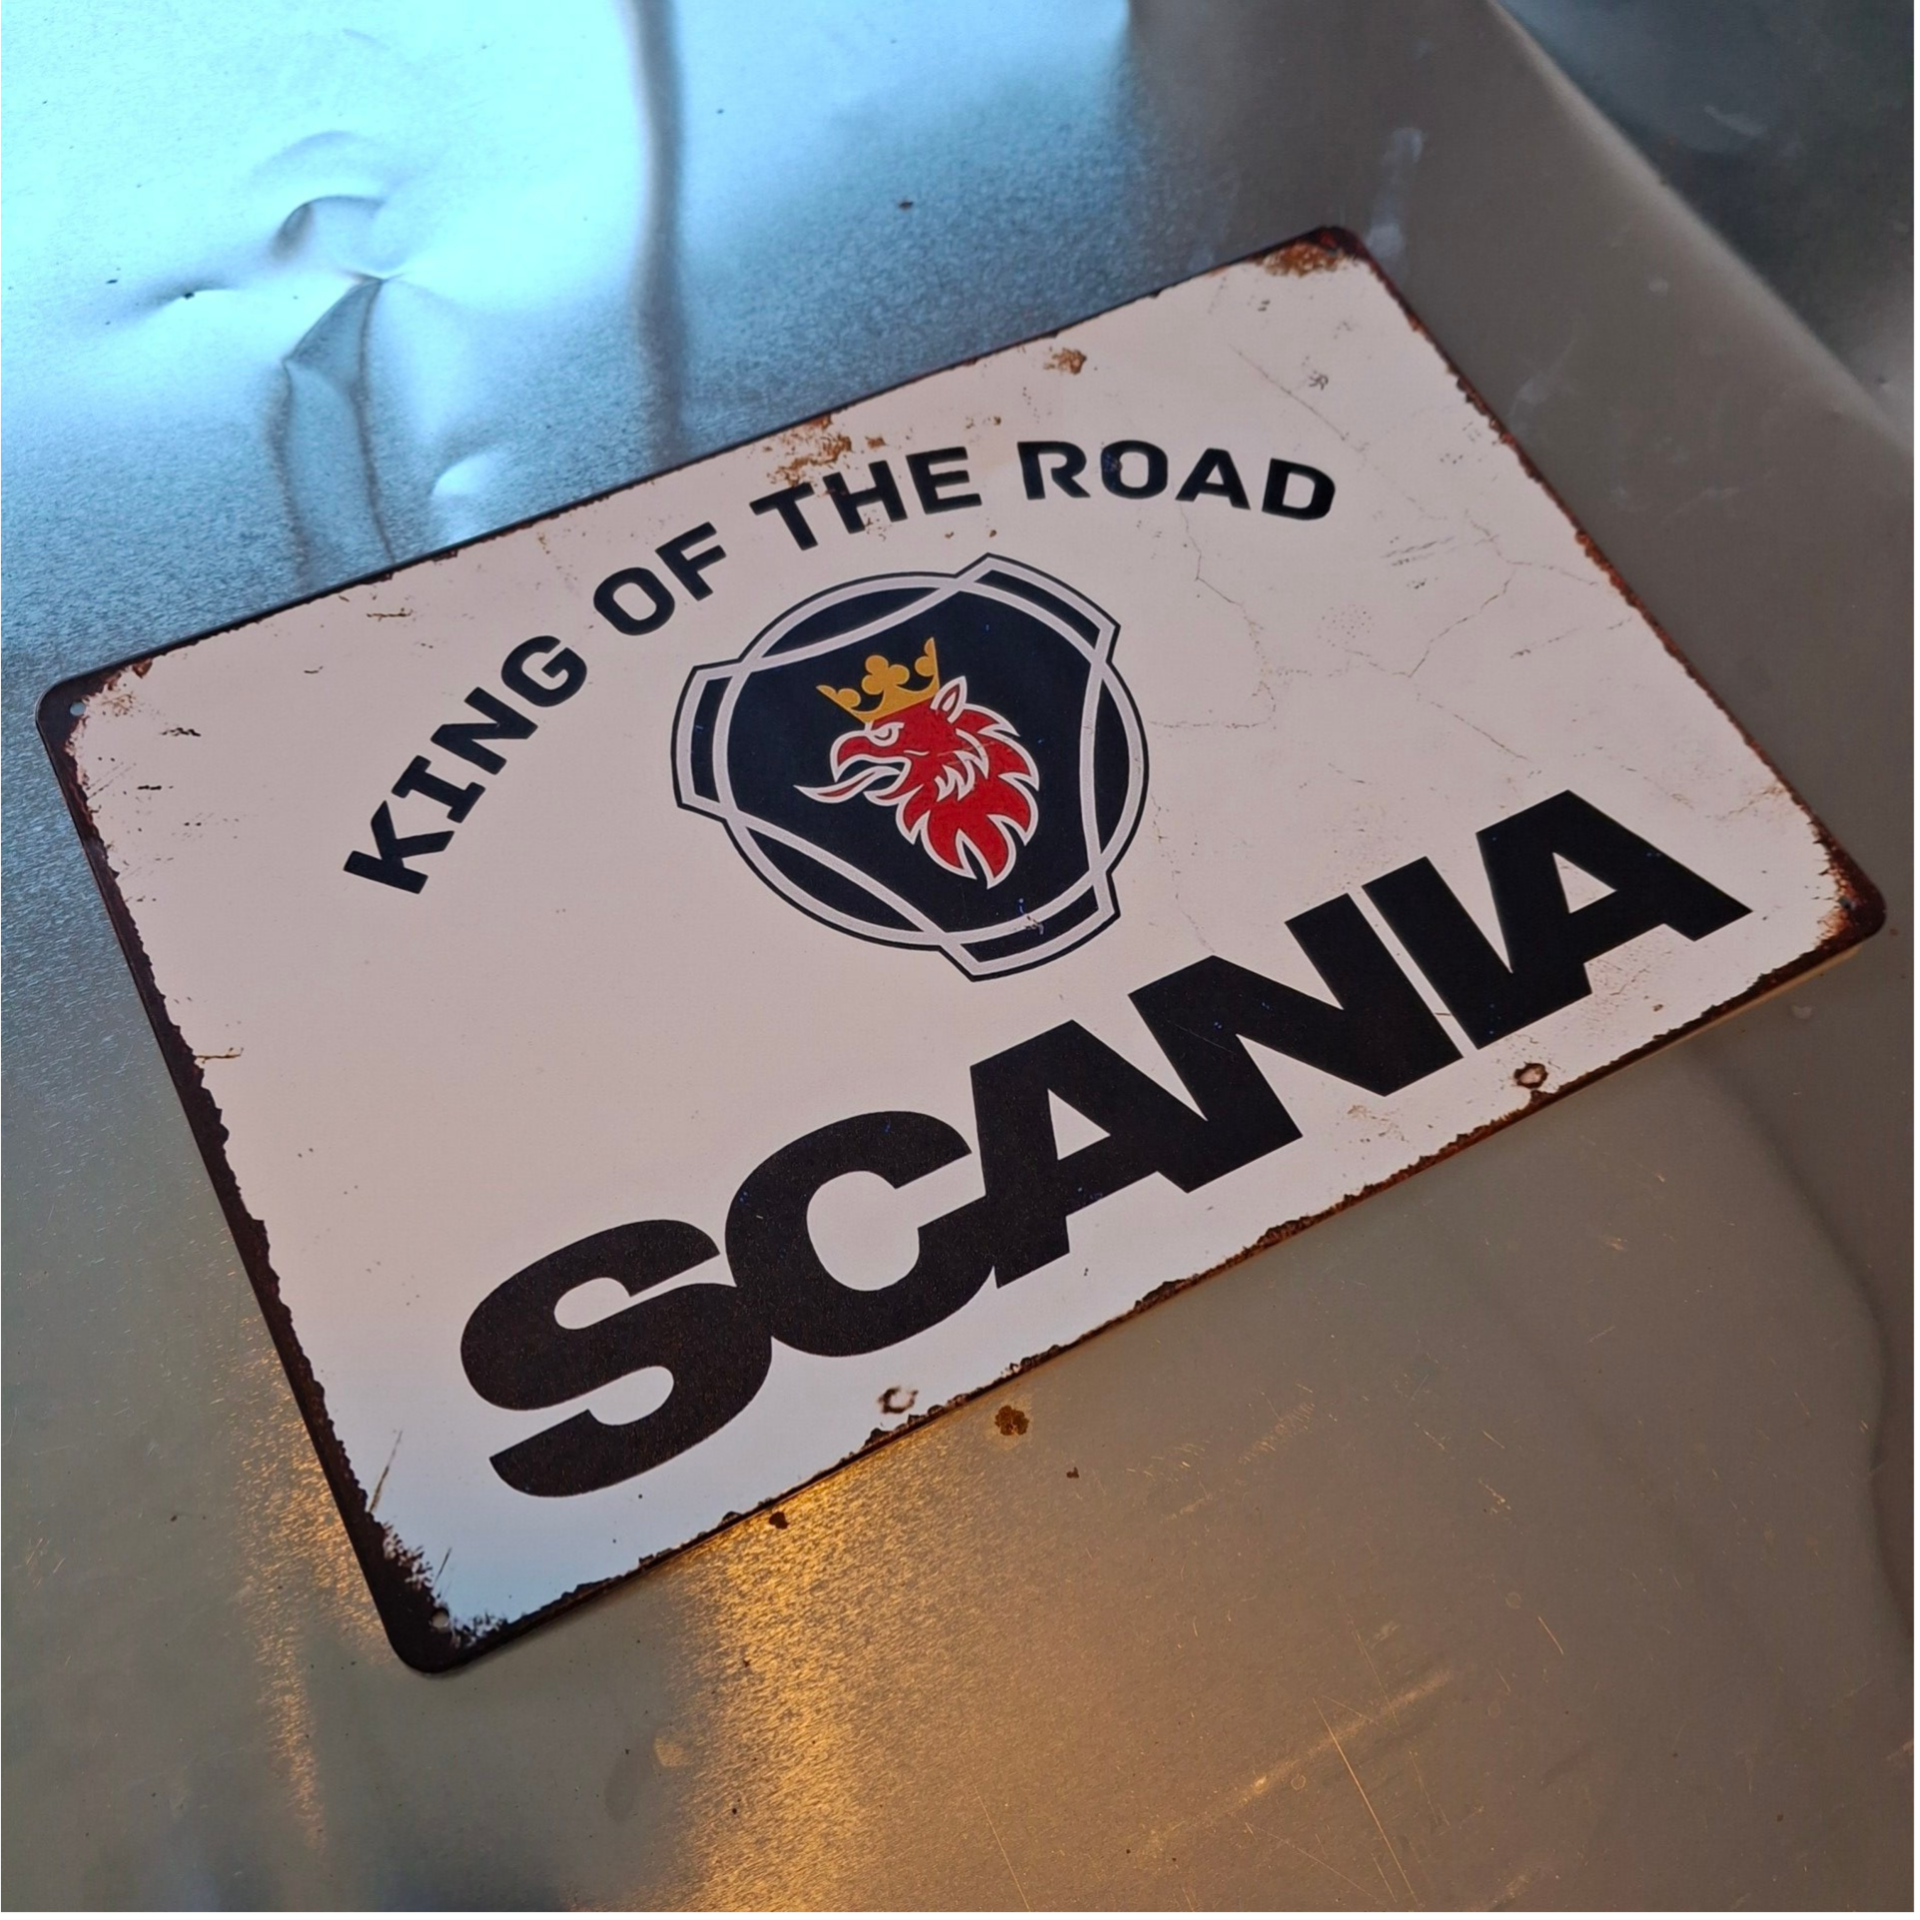 KING OF THE ROAD
SCANIA